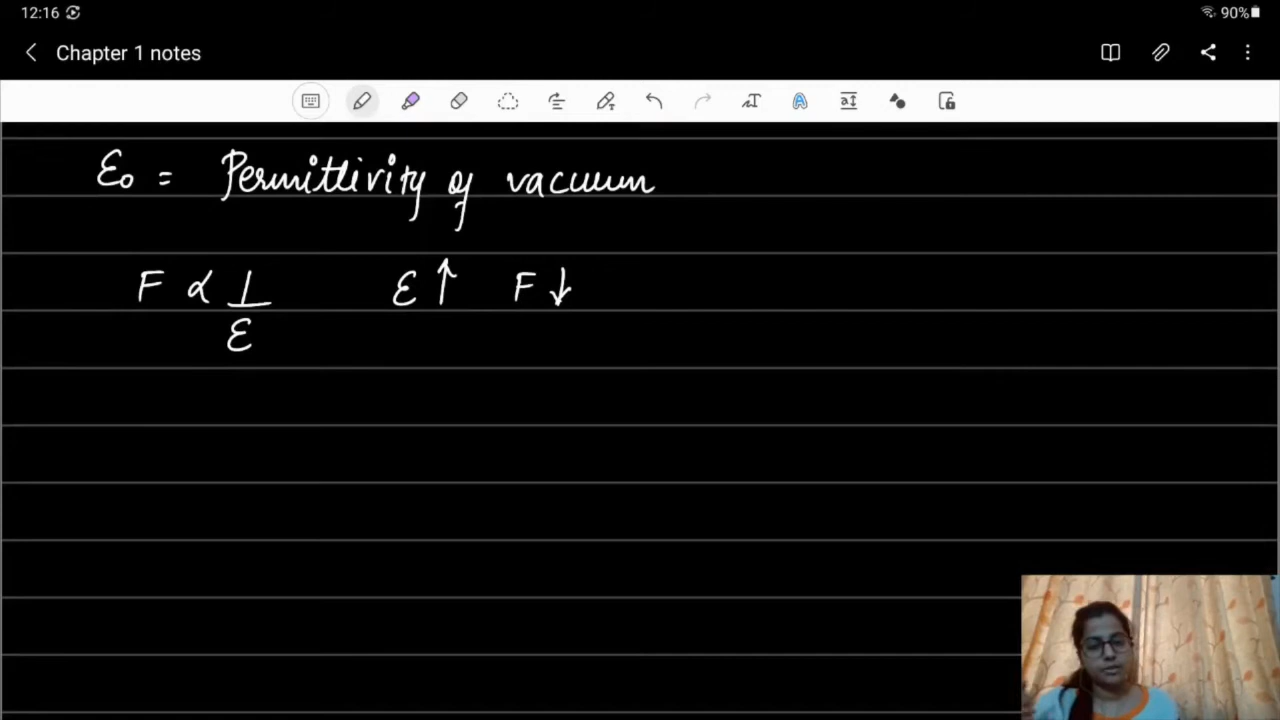 12:16 90%
Chapter 1 notes
ε₀ = Permittivity of vacuum
F ∝ 1/ε ε ↑ F ↓